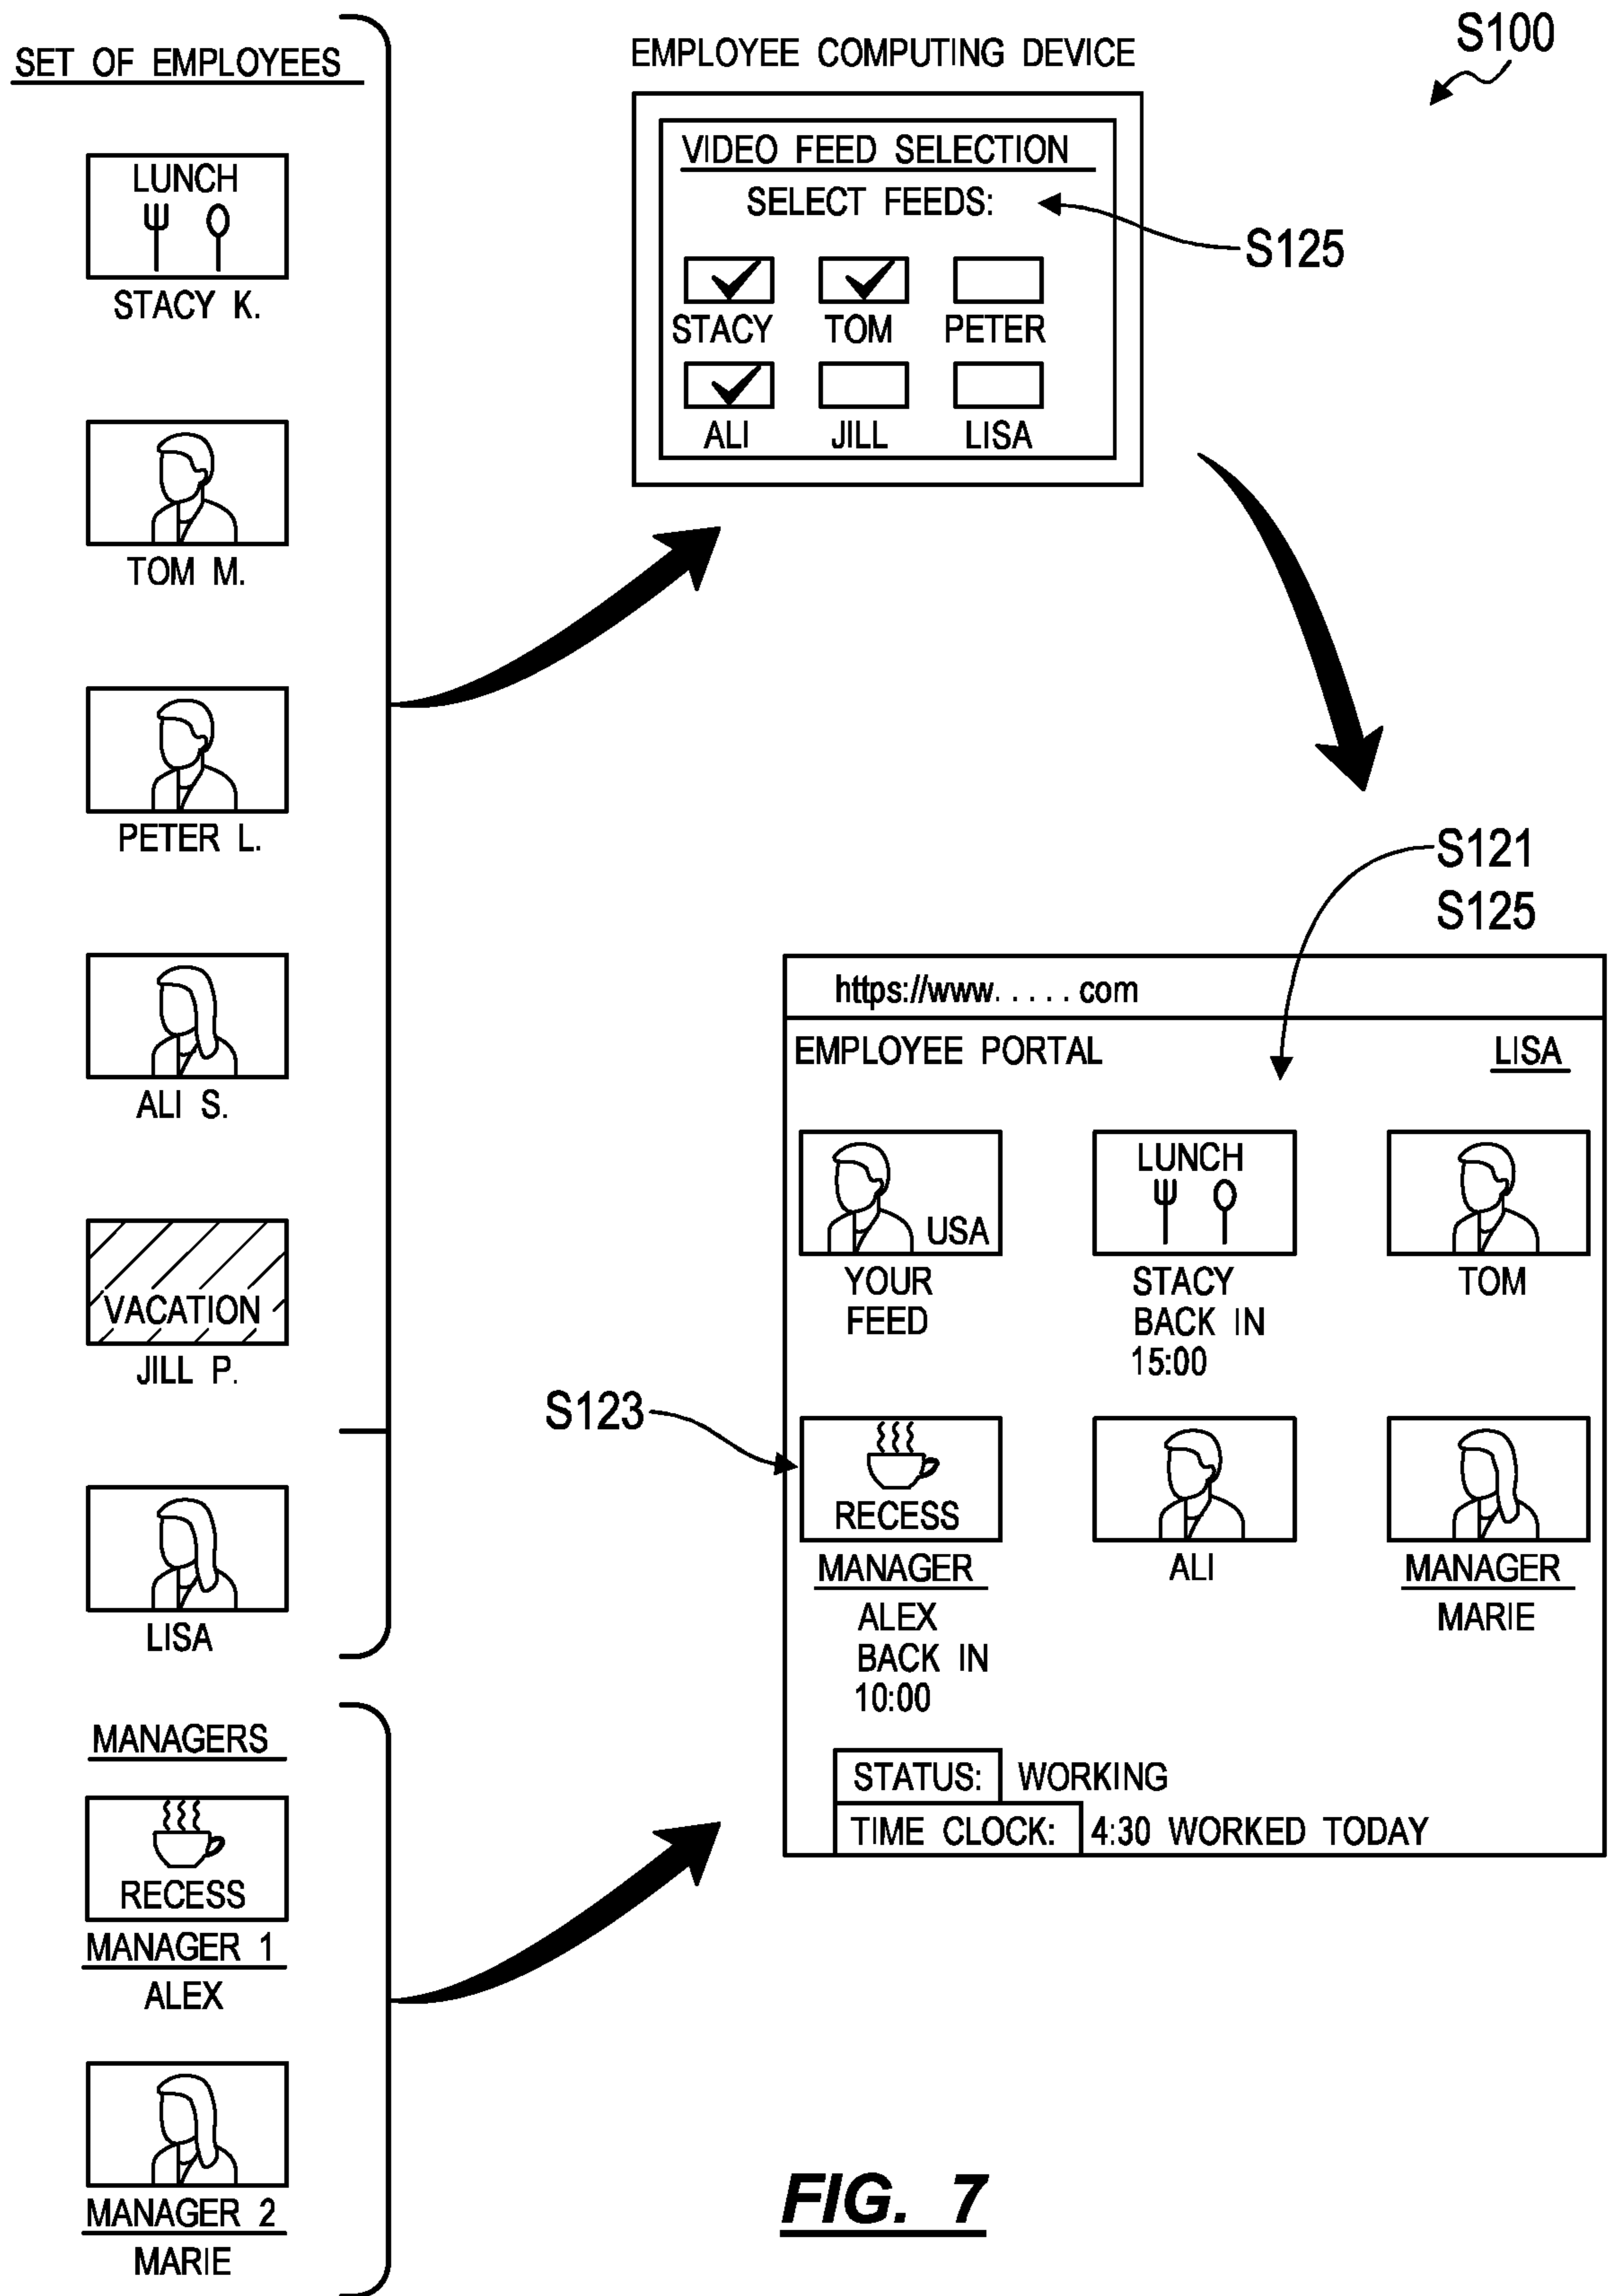 SET OF EMPLOYEES
LUNCH
STACY K.
TOM M.
PETER L.
ALI S.
VACATION
JILL P.
LISA
MANAGERS
RECESS
MANAGER 1
ALEX
MANAGER 2
MARIE
S100
EMPLOYEE COMPUTING DEVICE
VIDEO FEED SELECTION
SELECT FEEDS:
S125
STACY TOM PETER
ALI JILL LISA
S121
S125
https://www. . . . . com
EMPLOYEE PORTAL LISA
LUNCH
USA
YOUR
FEED
STACY
BACK IN
15:00
TOM
S123
RECESS
MANAGER
ALEX
BACK IN
10:00
ALI
MANAGER
MARIE
STATUS: WORKING
TIME CLOCK: 4:30 WORKED TODAY
FIG. 7